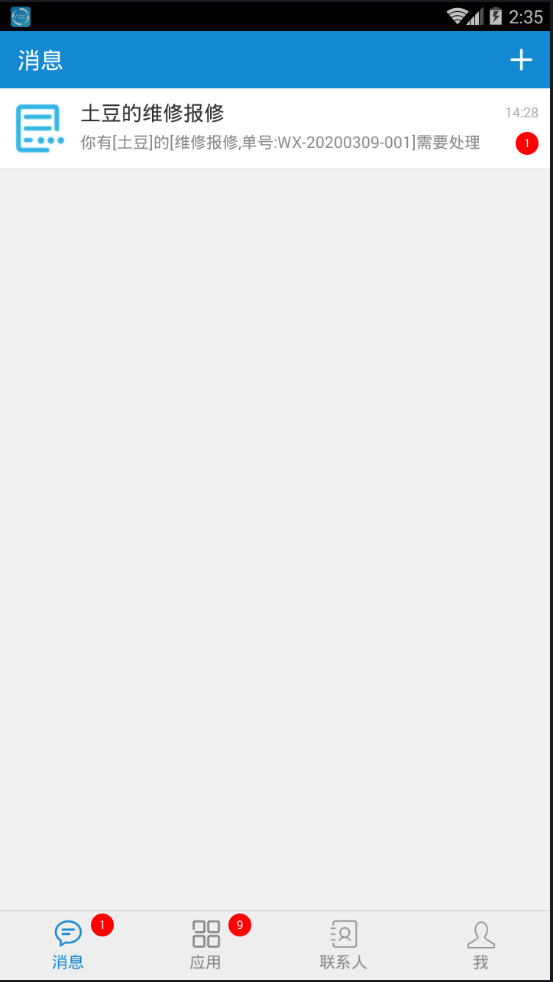 2:35
消息
土豆的维修报修
14:28
你有[土豆]的[维修报修,单号:WX-20200309-001]需要处理
1
1
9
消息
应用
联系人
我